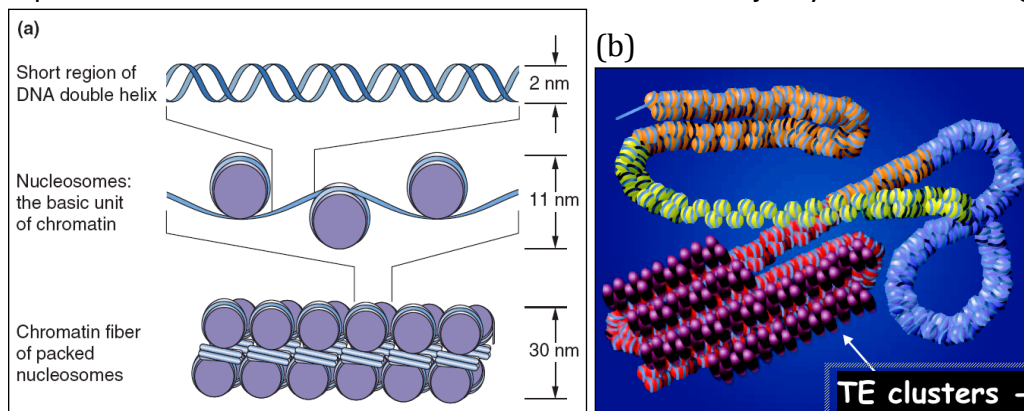 (a)
Short region of
DNA double helix
2 nm
Nucleosomes:
the basic unit
of chromatin
11 nm
Chromatin fiber
of packed
nucleosomes
30 nm
(b)
TE clusters -